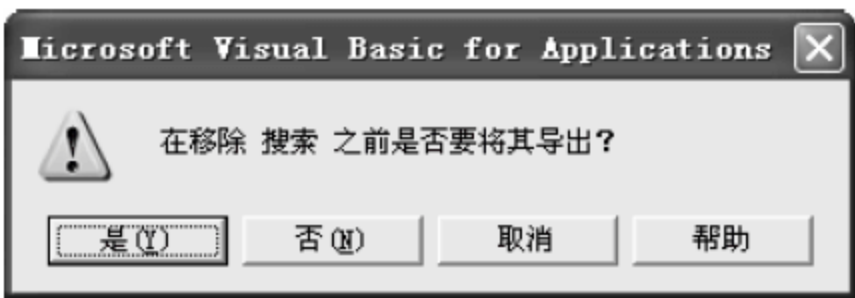 Microsoft Visual Basic for Applications
在移除 搜索 之前是否要将其导出?
是(Y) 否(N) 取消 帮助